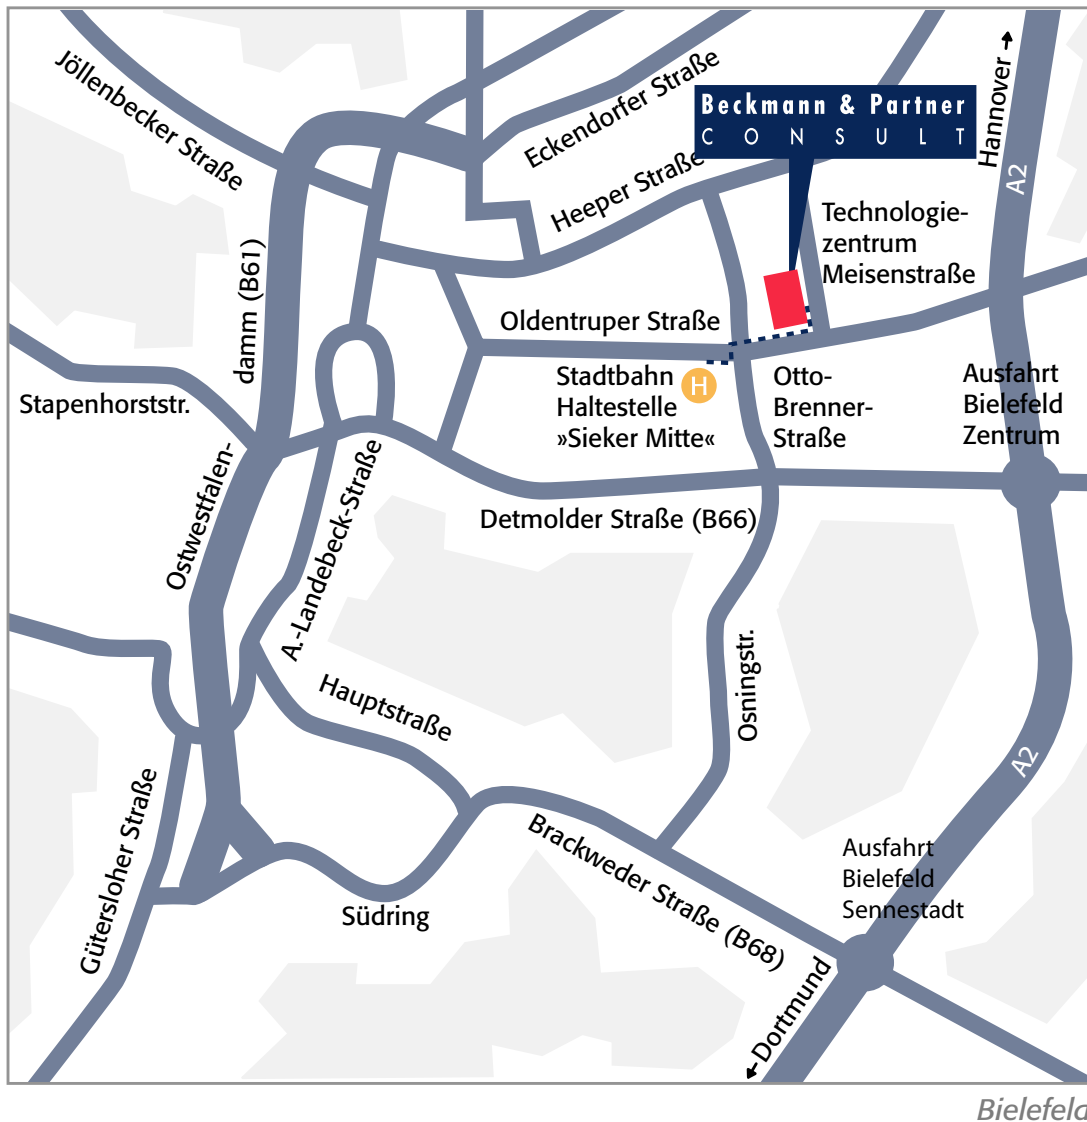 Jöllenbecker Straße
Eckendorfer Straße
Beckmann & Partner
CONSULT
Hannover
A2
Heeper Straße
Technologie-
zentrum
Meisenstraße
damm (B61)
Oldentruper Straße
Stapenhorststr.
Stadtbahn
Haltestelle
»Sieker Mitte«
H
Otto-
Brenner-
Straße
Ausfahrt
Bielefeld
Zentrum
Ostwestfalen-
A.-Landebeck-Straße
Detmolder Straße (B66)
Hauptstraße
Osningstr.
A2
Gütersloher Straße
Südring
Brackweder Straße (B68)
Ausfahrt
Bielefeld
Sennestadt
Dortmund
Bielefeld